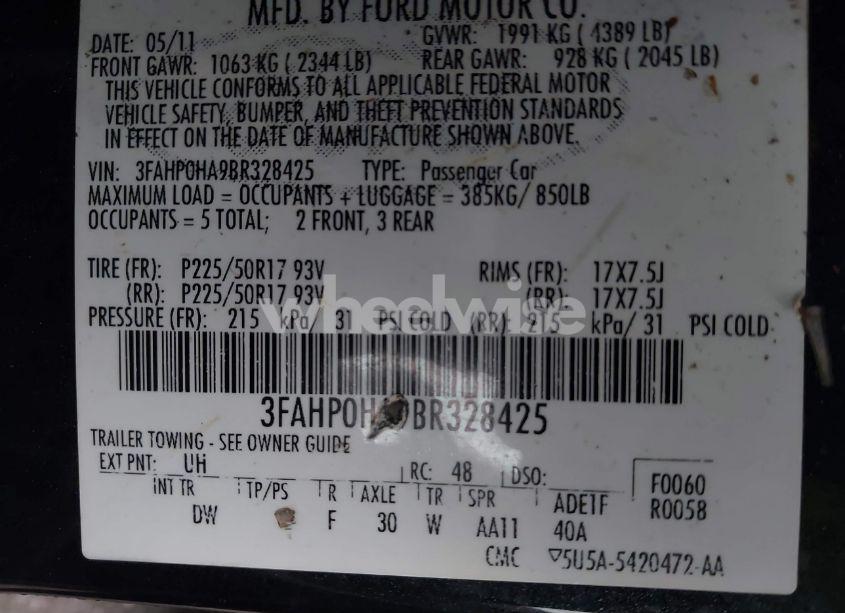 MFD. BY FORD MOTOR CO.
DATE: 05/11 GVWR: 1991 KG ( 4389 LB)
FRONT GAWR: 1063 KG ( 2344 LB) REAR GAWR: 928 KG ( 2045 LB)
THIS VEHICLE CONFORMS TO ALL APPLICABLE FEDERAL MOTOR
VEHICLE SAFETY, BUMPER, AND THEFT PREVENTION STANDARDS
IN EFFECT ON THE DATE OF MANUFACTURE SHOWN ABOVE.
VIN: 3FAHP0HA9BR328425 TYPE: Passenger Car
MAXIMUM LOAD = OCCUPANTS + LUGGAGE = 385KG/ 850LB
OCCUPANTS = 5 TOTAL; 2 FRONT, 3 REAR
TIRE (FR): P225/50R17 93V RIMS (FR): 17X7.5J
(RR): P225/50R17 93V (RR): 17X7.5J
wheelwise
PRESSURE (FR): 215 kPa/ 31 PSI COLD (RR): 215 kPa/ 31 PSI COLD
3FAHP0HA9BR328425
TRAILER TOWING - SEE OWNER GUIDE
EXT PNT: UH RC: 48 DSO: F0060
INT TR TP/PS R AXLE TR SPR ADE1F R0058
DW F 30 W AA11 40A
CMC 5U5A-5420472-AA